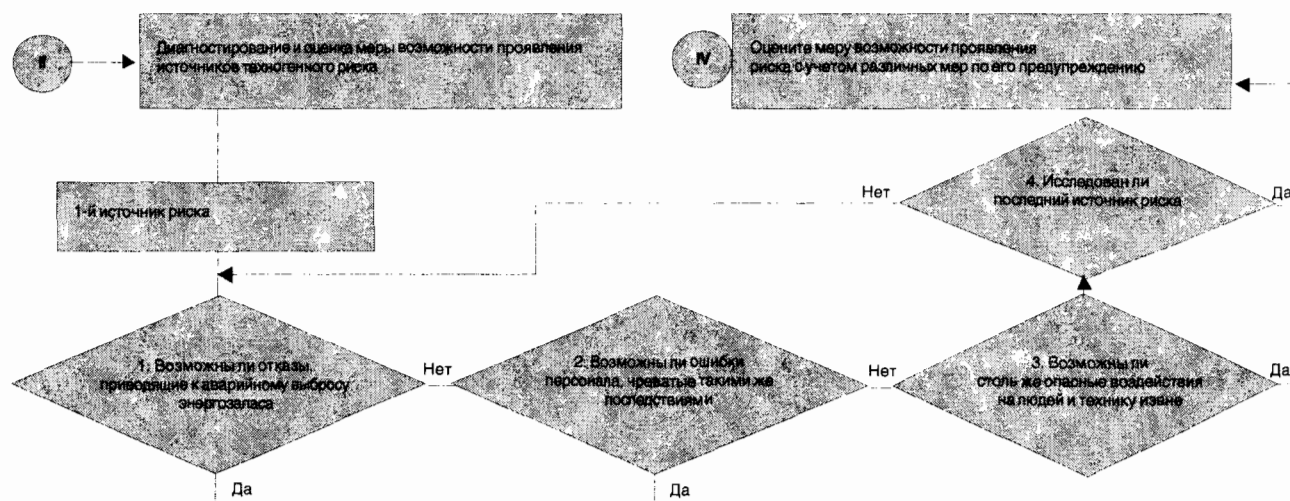 II
Диагностирование и оценка меры возможности проявления
источников техногенного риска
IV
Оцените меру возможности проявления
риска с учетом различных мер по его предупреждению
1-й источник риска
Нет
4. Исследован ли
последний источник риска
Да
1. Возможны ли отказы,
приводящие к аварийному выбросу
энергозапаса
Нет
2. Возможны ли ошибки
персонала, чреватые такими же
последствиями
Нет
3. Возможны ли
столь же опасные воздействия
на людей и технику извне
Да
Да
Да